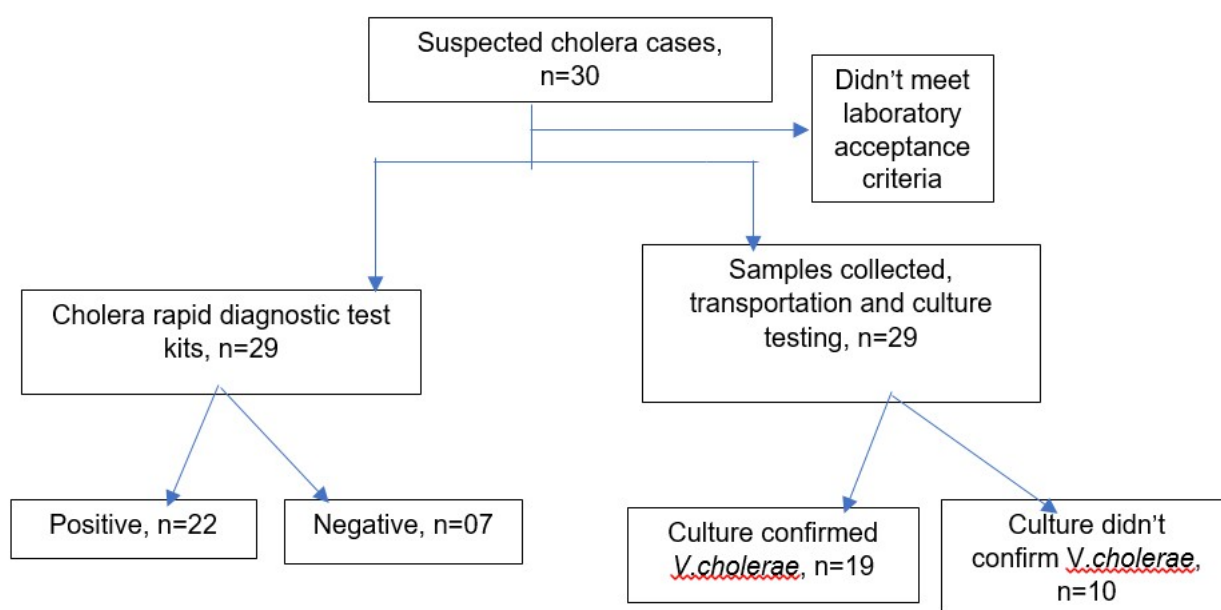 Suspected cholera cases,
n=30
Didn’t meet
laboratory
acceptance
criteria
Samples collected,
transportation and culture
testing, n=29
Cholera rapid diagnostic test
kits, n=29
Positive, n=22
Negative, n=07
Culture confirmed
V.cholerae, n=19
Culture didn’t
confirm V.cholerae,
n=10